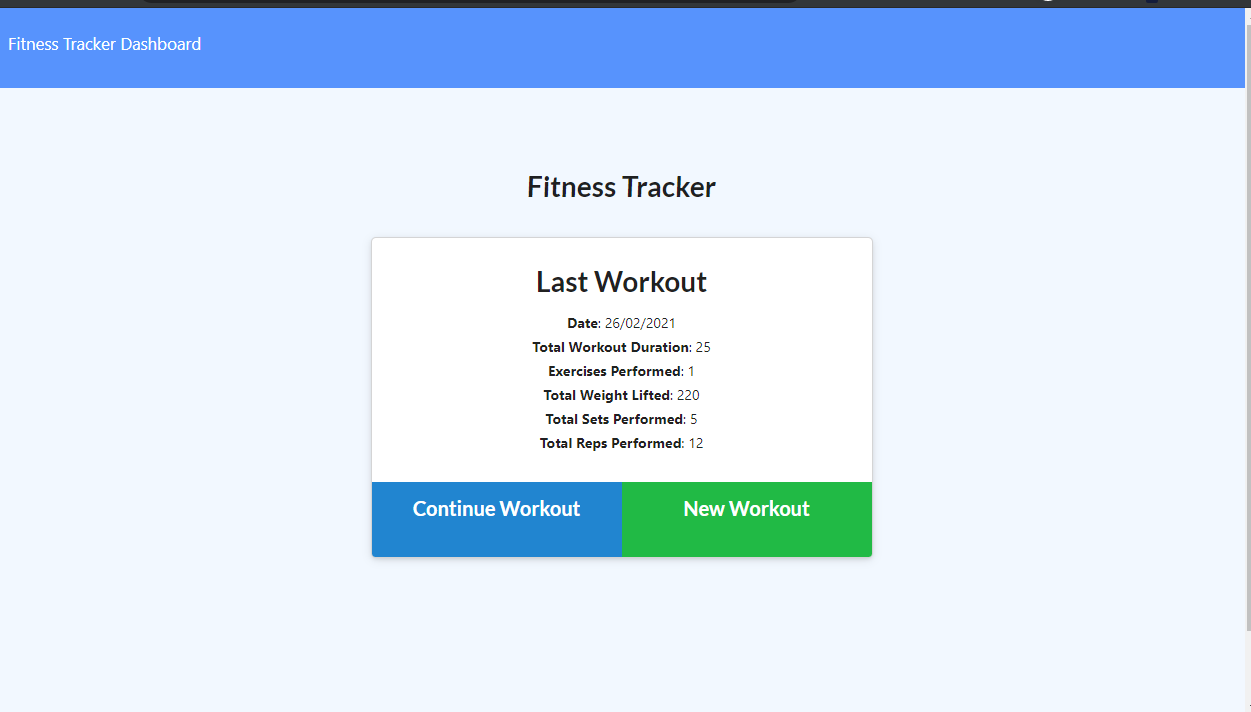 Fitness Tracker Dashboard
Fitness Tracker
Last Workout
Date: 26/02/2021
Total Workout Duration: 25
Exercises Performed: 1
Total Weight Lifted: 220
Total Sets Performed: 5
Total Reps Performed: 12
Continue Workout New Workout